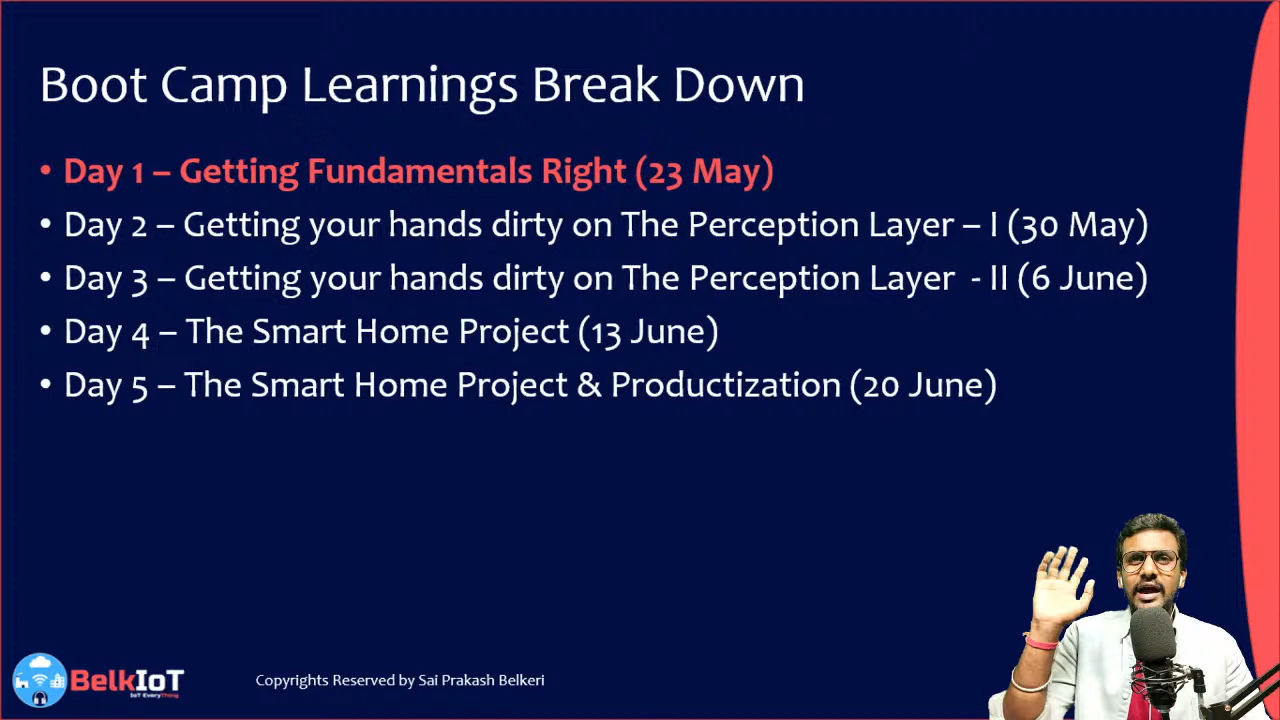 Boot Camp Learnings Break Down
• Day 1 – Getting Fundamentals Right (23 May)
• Day 2 – Getting your hands dirty on The Perception Layer – I (30 May)
• Day 3 – Getting your hands dirty on The Perception Layer - II (6 June)
• Day 4 – The Smart Home Project (13 June)
• Day 5 – The Smart Home Project & Productization (20 June)
BelkIoT
IoT EveryThing
Copyrights Reserved by Sai Prakash Belkeri